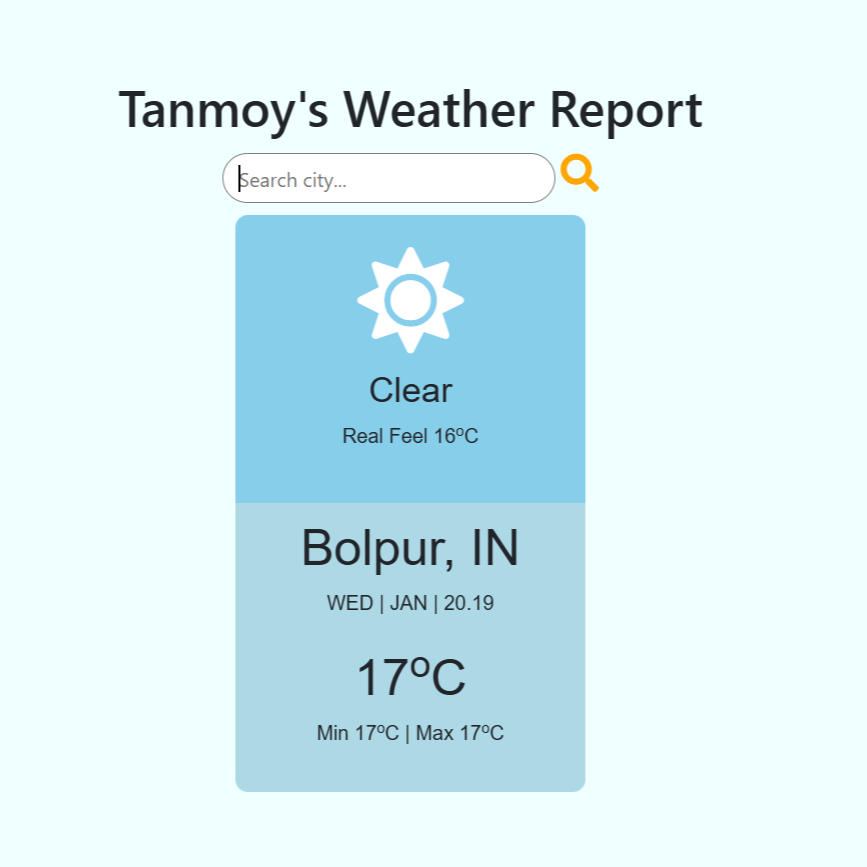 Tanmoy's Weather Report
Search city...
Clear
Real Feel 16ºC
Bolpur, IN
WED | JAN | 20.19
17ºC
Min 17ºC | Max 17ºC